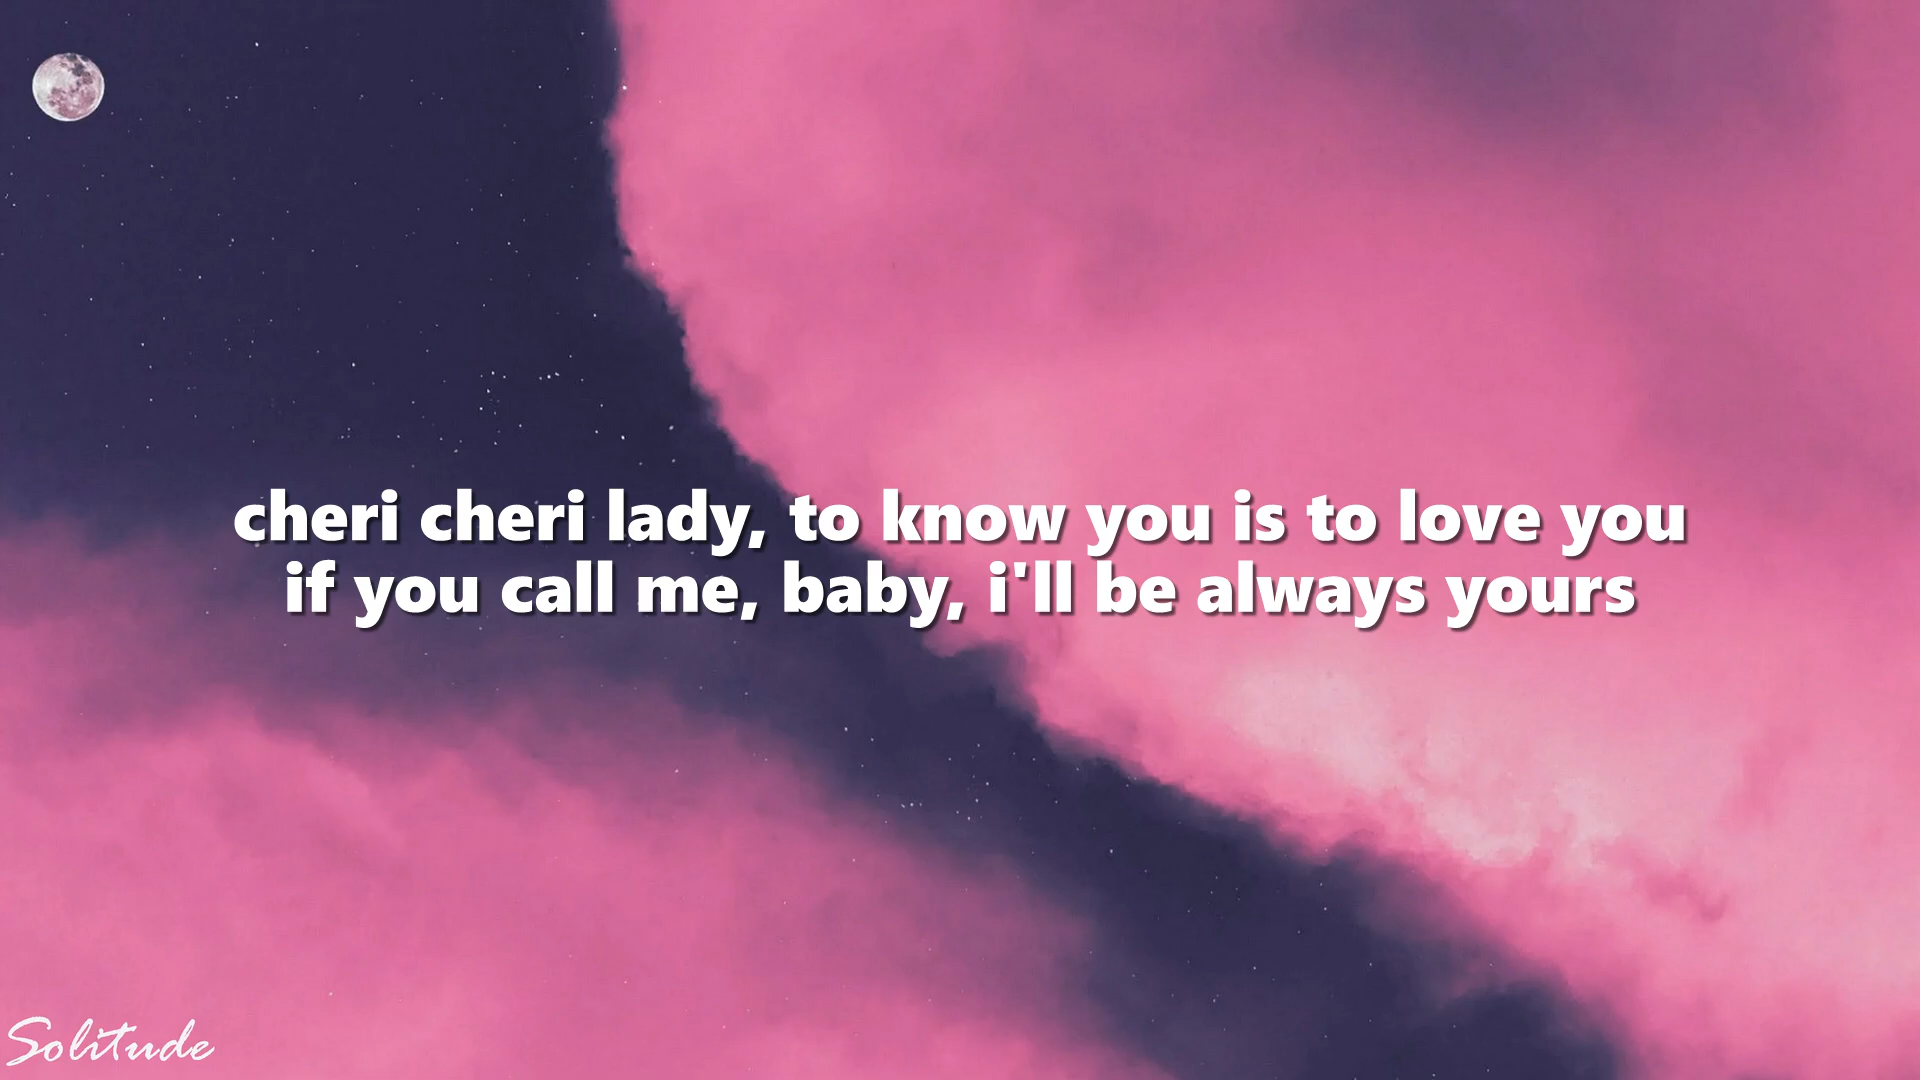 cheri cheri lady, to know you is to love you
if you call me, baby, i'll be always yours
Solitude